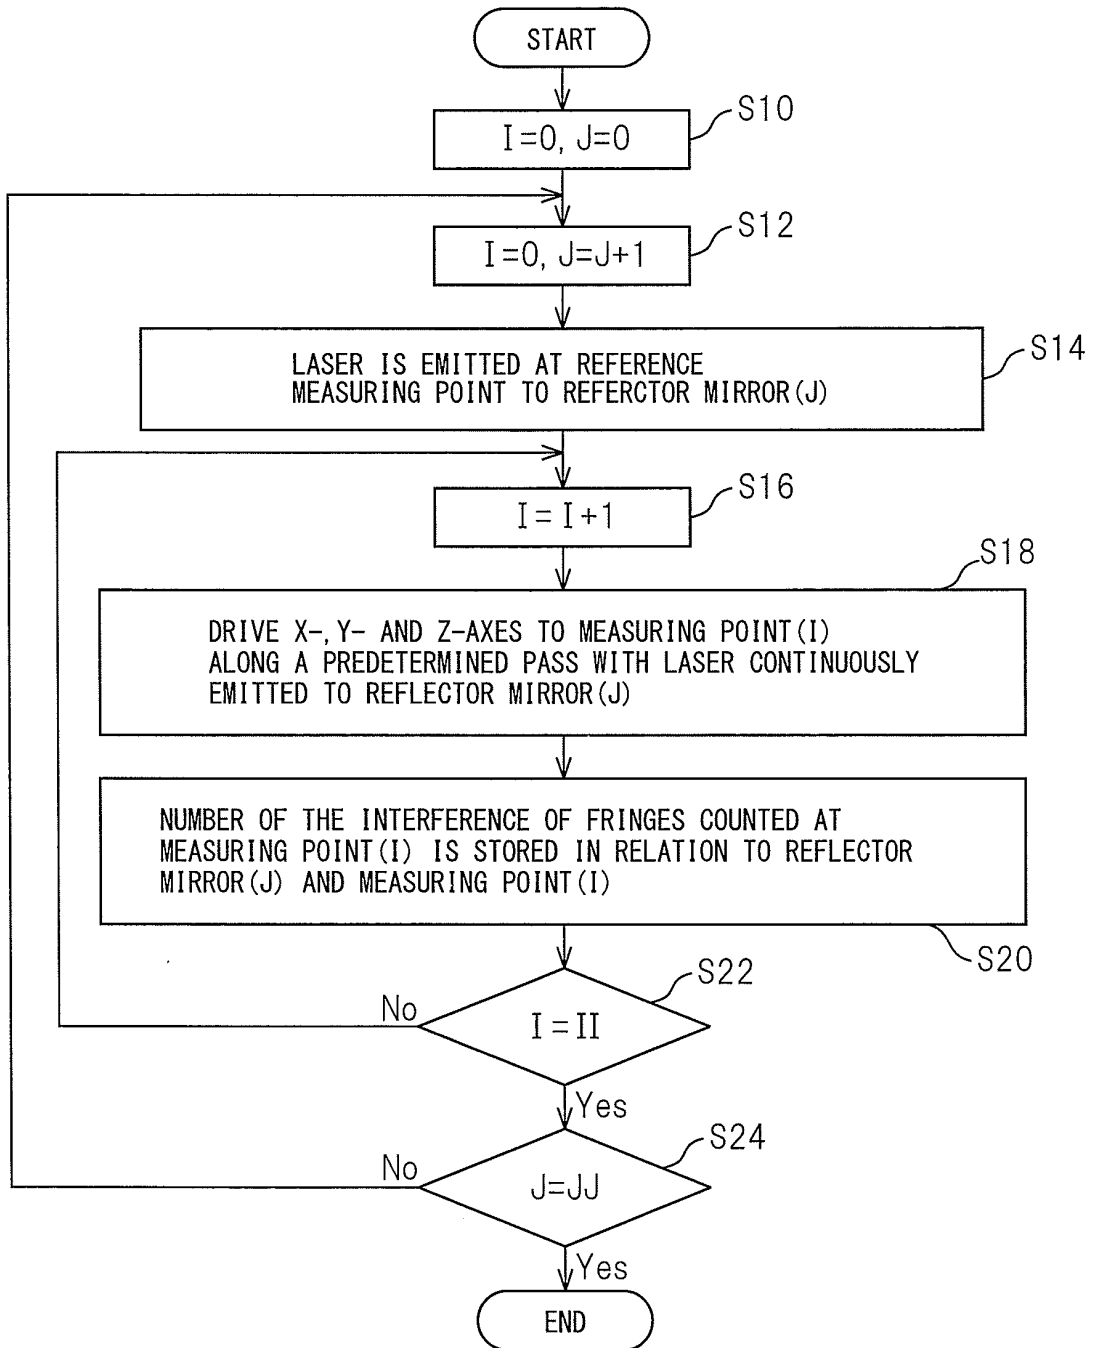 START
S10
I=0, J=0
S12
I=0, J=J+1
S14
LASER IS EMITTED AT REFERENCE
MEASURING POINT TO REFERCTOR MIRROR(J)
S16
I=I+1
S18
DRIVE X-,Y- AND Z-AXES TO MEASURING POINT(I)
ALONG A PREDETERMINED PASS WITH LASER CONTINUOUSLY
EMITTED TO REFLECTOR MIRROR(J)
NUMBER OF THE INTERFERENCE OF FRINGES COUNTED AT
MEASURING POINT(I) IS STORED IN RELATION TO REFLECTOR
MIRROR(J) AND MEASURING POINT(I)
S20
S22
No
I=II
Yes
S24
No
J=JJ
Yes
END